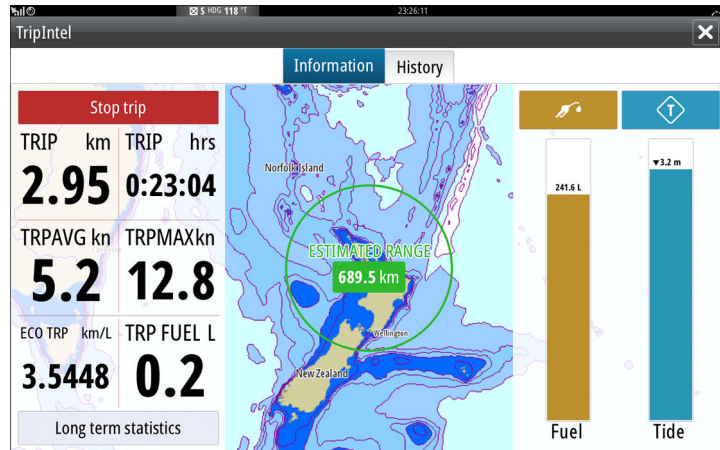 S HDG 118 °T
23:26:11
TripIntel
Information
History
Stop trip
TRIP km
2.95
TRIP hrs
0:23:04
TRPAVG kn
5.2
TRPMAX kn
12.8
ECO TRP km/L
3.5448
TRP FUEL L
0.2
Long term statistics
Norfolk Island
ESTIMATED RANGE
689.5 km
Wellington
New Zealand
T
241.6 L
▼3.2 m
Fuel
Tide